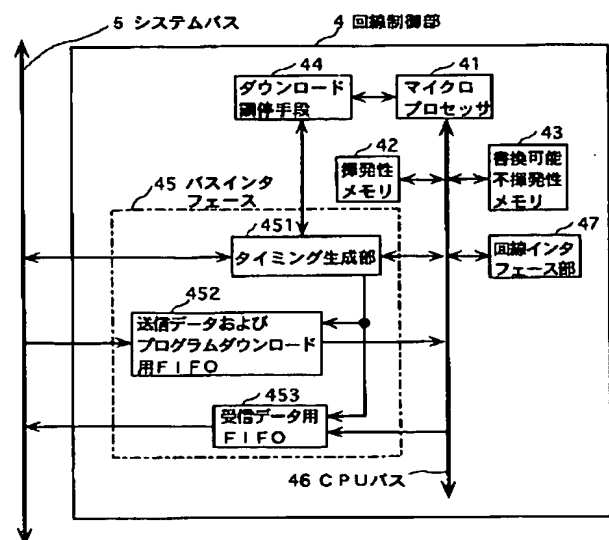 5 システムバス
4 回線制御部
44
ダウンロード
調停手段
41
マイクロ
プロセッサ
42
揮発性
メモリ
43
書換可能
不揮発性
メモリ
45 バスインタ
フェース
451
タイミング生成部
47
回線インタ
フェース部
452
送信データおよび
プログラムダウンロード
用FIFO
453
受信データ用
FIFO
46 CPUバス